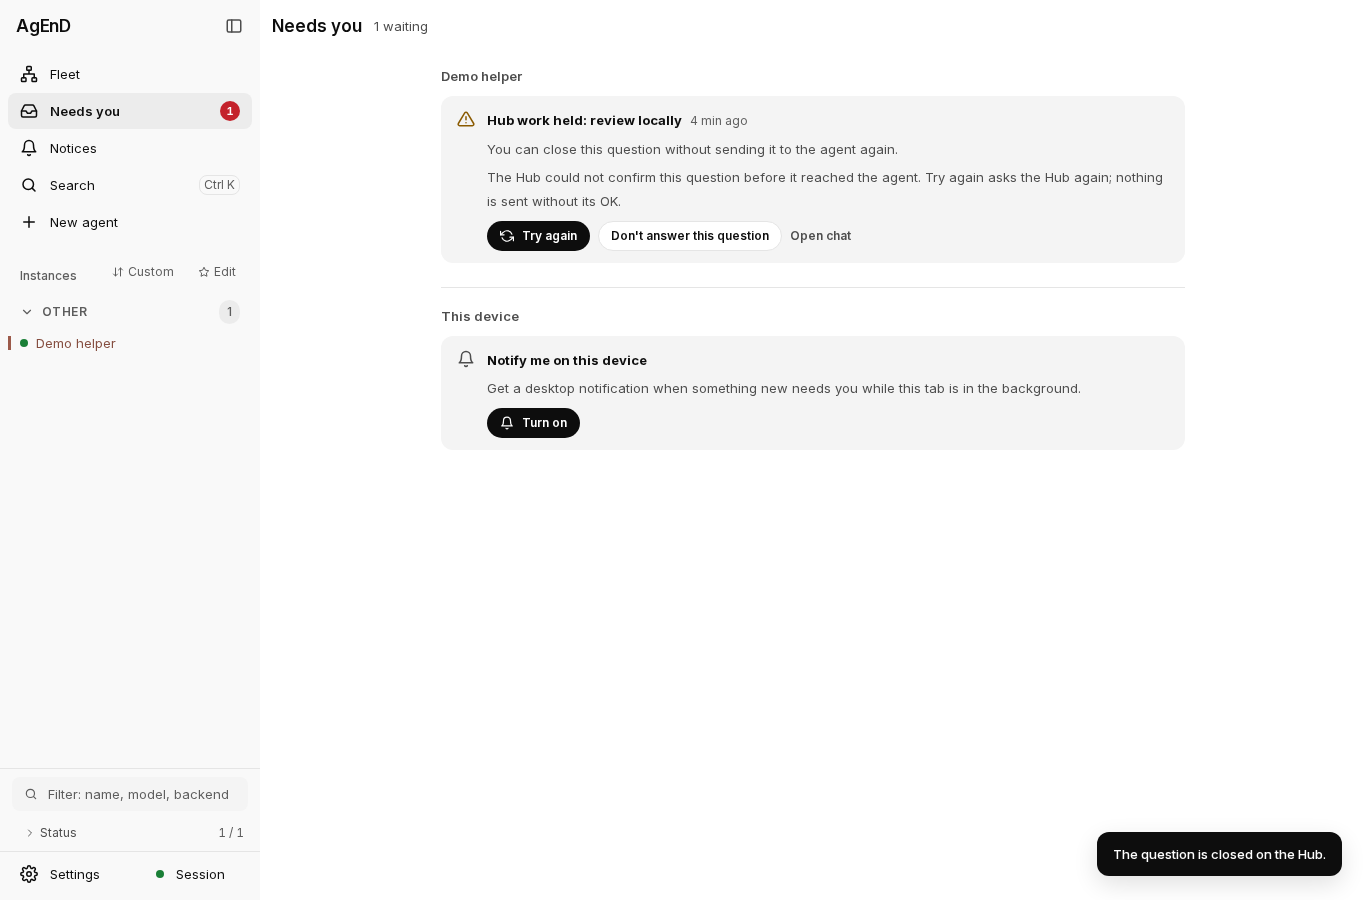 AgEnD
Fleet
Needs you
1
Notices
Search
Ctrl K
New agent
Instances
Custom
Edit
OTHER
1
Demo helper
Filter: name, model, backend
Status
1 / 1
Settings
Session
Needs you
1 waiting
Demo helper
Hub work held: review locally
4 min ago
You can close this question without sending it to the agent again.
The Hub could not confirm this question before it reached the agent. Try again asks the Hub again; nothing
is sent without its OK.
Try again
Don't answer this question
Open chat
This device
Notify me on this device
Get a desktop notification when something new needs you while this tab is in the background.
Turn on
The question is closed on the Hub.